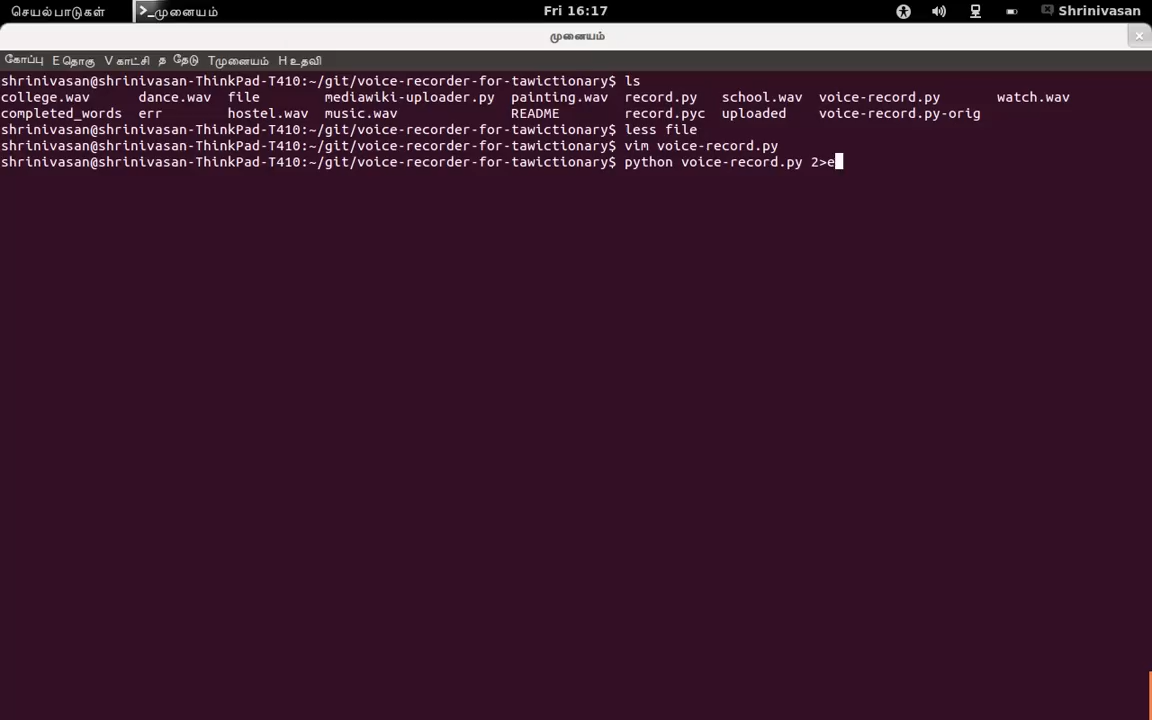 செயல்பாடுகள் >_முனையம் Fri 16:17 Shrinivasan
முனையம்
கோப்பு E தொகு V காட்சி த தேடு Tமுனையம் H உதவி
shrinivasan@shrinivasan-ThinkPad-T410:~/git/voice-recorder-for-tawictionary$ ls
college.wav dance.wav file mediawiki-uploader.py painting.wav record.py school.wav voice-record.py watch.wav
completed_words err hostel.wav music.wav README record.pyc uploaded voice-record.py-orig
shrinivasan@shrinivasan-ThinkPad-T410:~/git/voice-recorder-for-tawictionary$ less file
shrinivasan@shrinivasan-ThinkPad-T410:~/git/voice-recorder-for-tawictionary$ vim voice-record.py
shrinivasan@shrinivasan-ThinkPad-T410:~/git/voice-recorder-for-tawictionary$ python voice-record.py 2>e